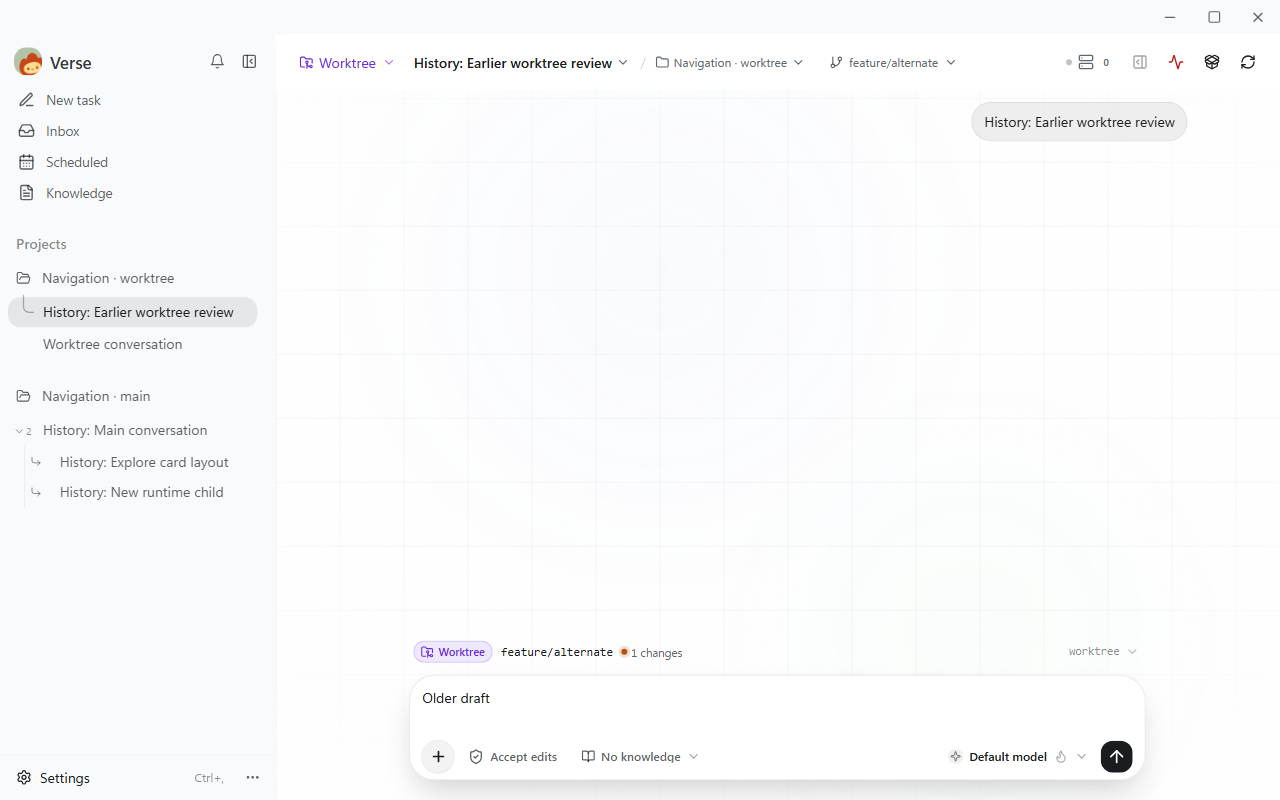 Verse
New task
Inbox
Scheduled
Knowledge
Projects
Navigation · worktree
History: Earlier worktree review
Worktree conversation
Navigation · main
2 History: Main conversation
History: Explore card layout
History: New runtime child
Settings Ctrl+,
Worktree History: Earlier worktree review / Navigation · worktree feature/alternate 0
History: Earlier worktree review
Worktree feature/alternate 1 changes worktree
Older draft
Accept edits No knowledge Default model